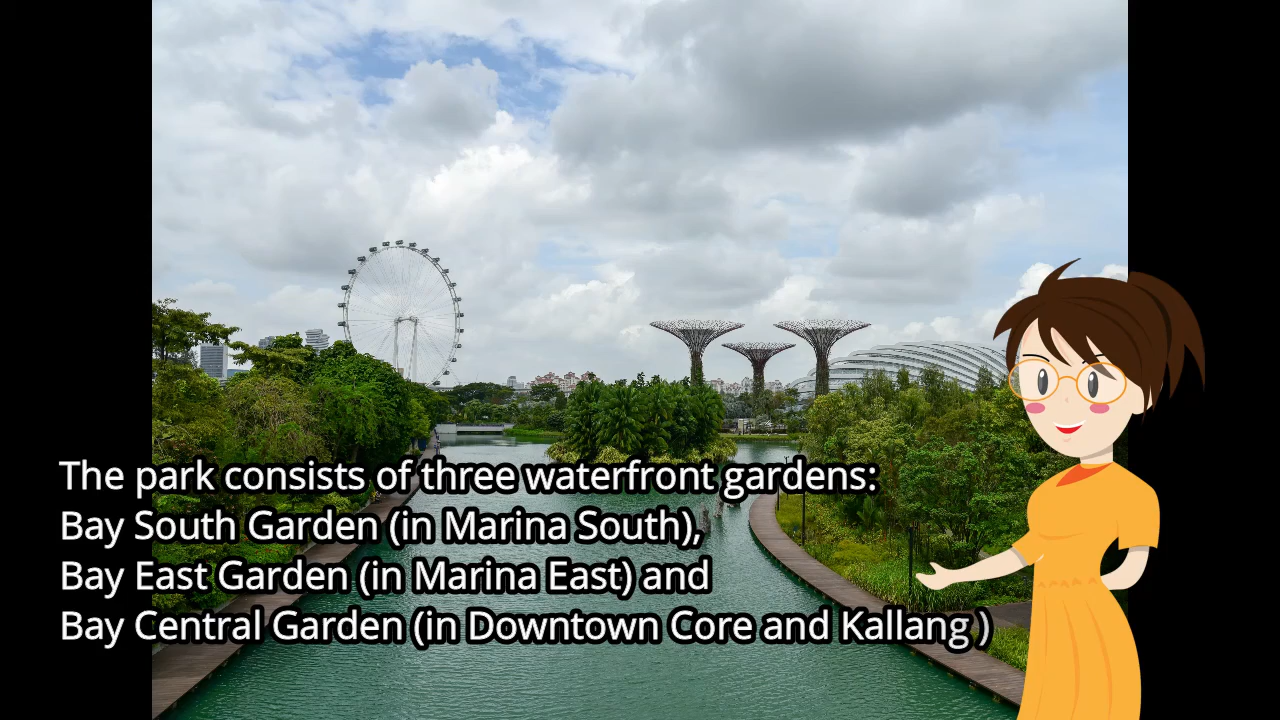 The park consists of three waterfront gardens:
Bay South Garden (in Marina South),
Bay East Garden (in Marina East) and
Bay Central Garden (in Downtown Core and Kallang )